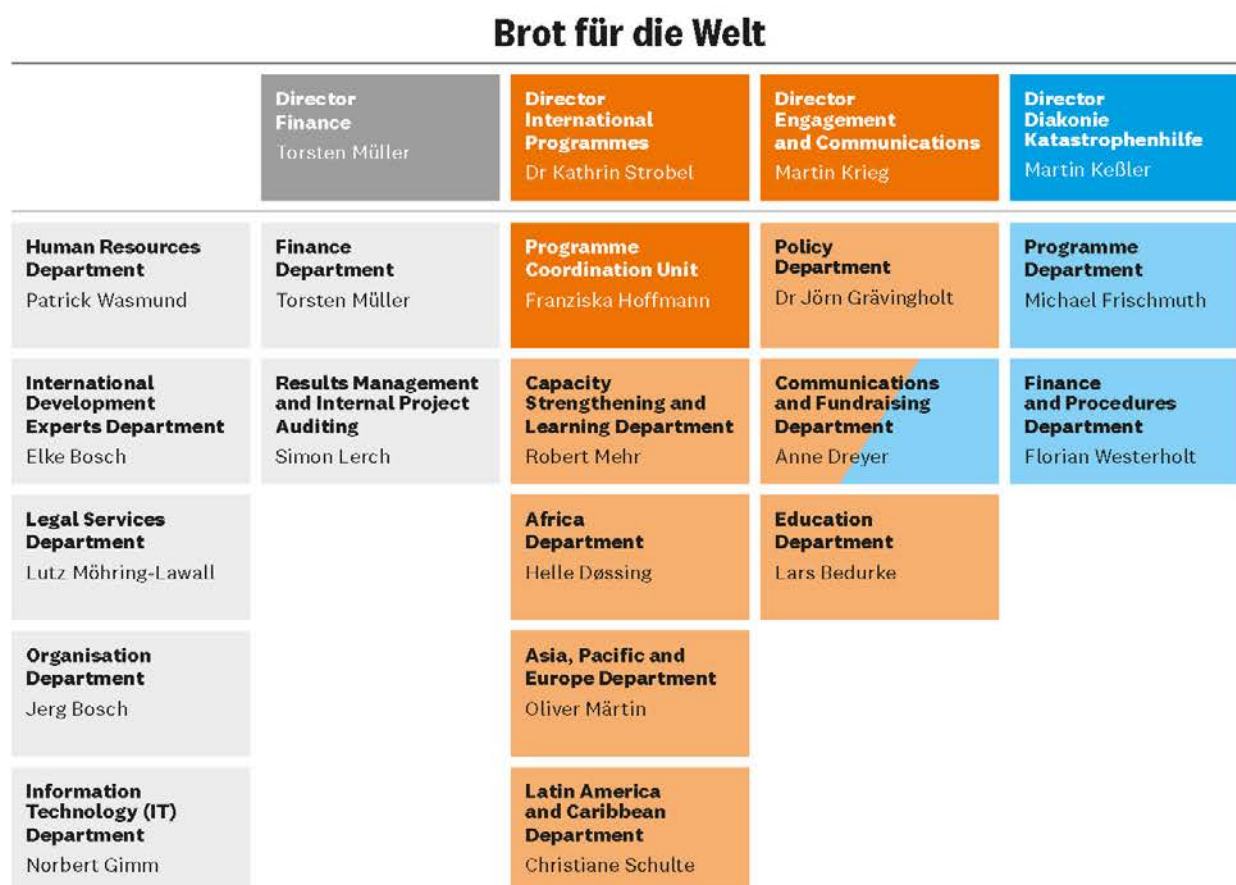 Brot für die Welt
Director
Finance
Torsten Müller
Director
International
Programmes
Dr Kathrin Strobel
Director
Engagement
and Communications
Martin Krieg
Director
Diakonie
Katastrophenhilfe
Martin Keßler
Human Resources
Department
Patrick Wasmund
Finance
Department
Torsten Müller
Programme
Coordination Unit
Franziska Hoffmann
Policy
Department
Dr Jörn Grävingholt
Programme
Department
Michael Frischmuth
International
Development
Experts Department
Elke Bosch
Results Management
and Internal Project
Auditing
Simon Lerch
Capacity
Strengthening and
Learning Department
Robert Mehr
Communications
and Fundraising
Department
Anne Dreyer
Finance
and Procedures
Department
Florian Westerholt
Legal Services
Department
Lutz Möhring-Lawall
Africa
Department
Helle Døssing
Education
Department
Lars Bedurke
Organisation
Department
Jerg Bosch
Asia, Pacific and
Europe Department
Oliver Märtin
Information
Technology (IT)
Department
Norbert Gimm
Latin America
and Caribbean
Department
Christiane Schulte